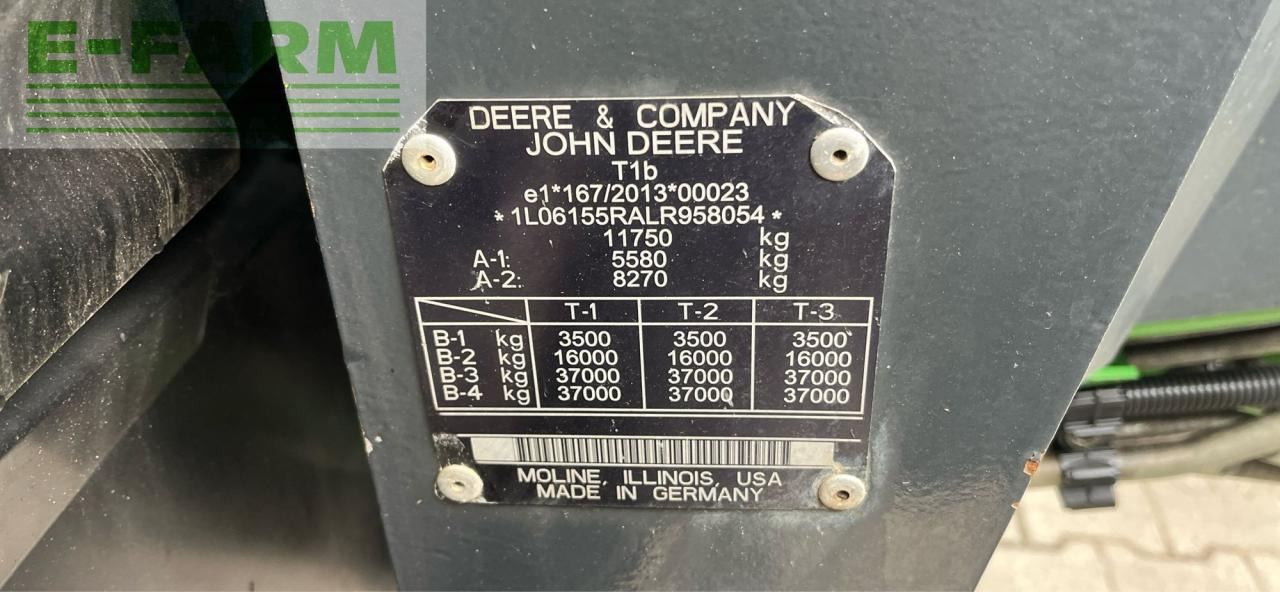 E-FARM
DEERE & COMPANY
JOHN DEERE
T1b
e1*167/2013*00023
*1L06155RALR958054*
11750 kg
A-1: 5580 kg
A-2: 8270 kg
T-1 T-2 T-3
B-1 kg 3500 3500 3500
B-2 kg 16000 16000 16000
B-3 kg 37000 37000 37000
B-4 kg 37000 37000 37000
MOLINE, ILLINOIS, USA
MADE IN GERMANY